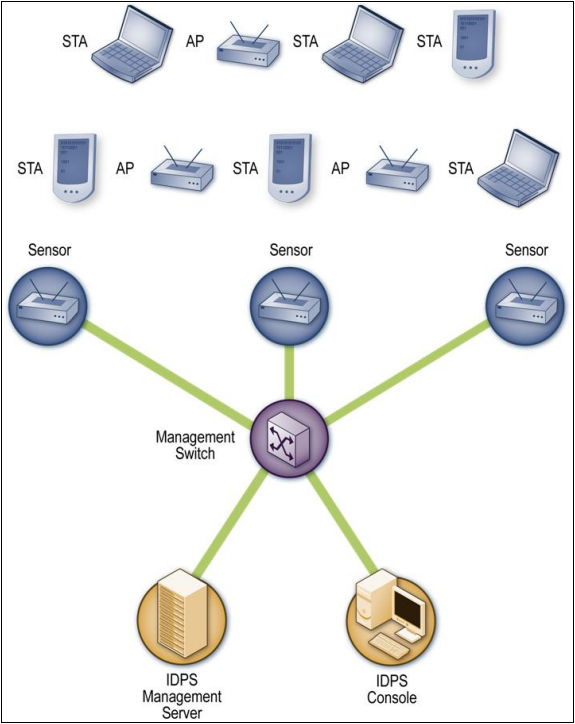 STA AP STA STA
STA AP STA AP STA
Sensor Sensor Sensor
Management
Switch
IDPS
Management
Server
IDPS
Console